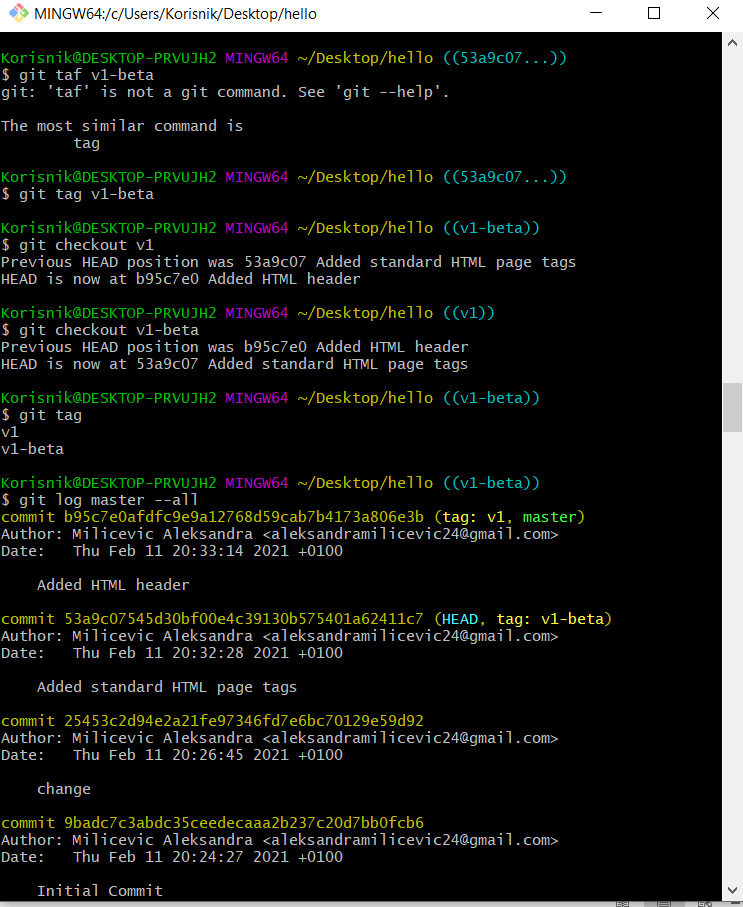 MINGW64:/c/Users/Korisnik/Desktop/hello
Korisnik@DESKTOP-PRVUJH2 MINGW64 ~/Desktop/hello ((53a9c07...))
$ git taf v1-beta
git: 'taf' is not a git command. See 'git --help'.
The most similar command is
tag
Korisnik@DESKTOP-PRVUJH2 MINGW64 ~/Desktop/hello ((53a9c07...))
$ git tag v1-beta
Korisnik@DESKTOP-PRVUJH2 MINGW64 ~/Desktop/hello ((v1-beta))
$ git checkout v1
Previous HEAD position was 53a9c07 Added standard HTML page tags
HEAD is now at b95c7e0 Added HTML header
Korisnik@DESKTOP-PRVUJH2 MINGW64 ~/Desktop/hello ((v1))
$ git checkout v1-beta
Previous HEAD position was b95c7e0 Added HTML header
HEAD is now at 53a9c07 Added standard HTML page tags
Korisnik@DESKTOP-PRVUJH2 MINGW64 ~/Desktop/hello ((v1-beta))
$ git tag
v1
v1-beta
Korisnik@DESKTOP-PRVUJH2 MINGW64 ~/Desktop/hello ((v1-beta))
$ git log master --all
commit b95c7e0afdfc9e9a12768d59cab7b4173a806e3b (tag: v1, master)
Author: Milicevic Aleksandra <aleksandramilicevic24@gmail.com>
Date:   Thu Feb 11 20:33:14 2021 +0100
Added HTML header
commit 53a9c07545d30bf00e4c39130b575401a62411c7 (HEAD, tag: v1-beta)
Author: Milicevic Aleksandra <aleksandramilicevic24@gmail.com>
Date:   Thu Feb 11 20:32:28 2021 +0100
Added standard HTML page tags
commit 25453c2d94e2a21fe97346fd7e6bc70129e59d92
Author: Milicevic Aleksandra <aleksandramilicevic24@gmail.com>
Date:   Thu Feb 11 20:26:45 2021 +0100
change
commit 9badc7c3abdc35ceedecaaa2b237c20d7bb0fcb6
Author: Milicevic Aleksandra <aleksandramilicevic24@gmail.com>
Date:   Thu Feb 11 20:24:27 2021 +0100
Initial Commit